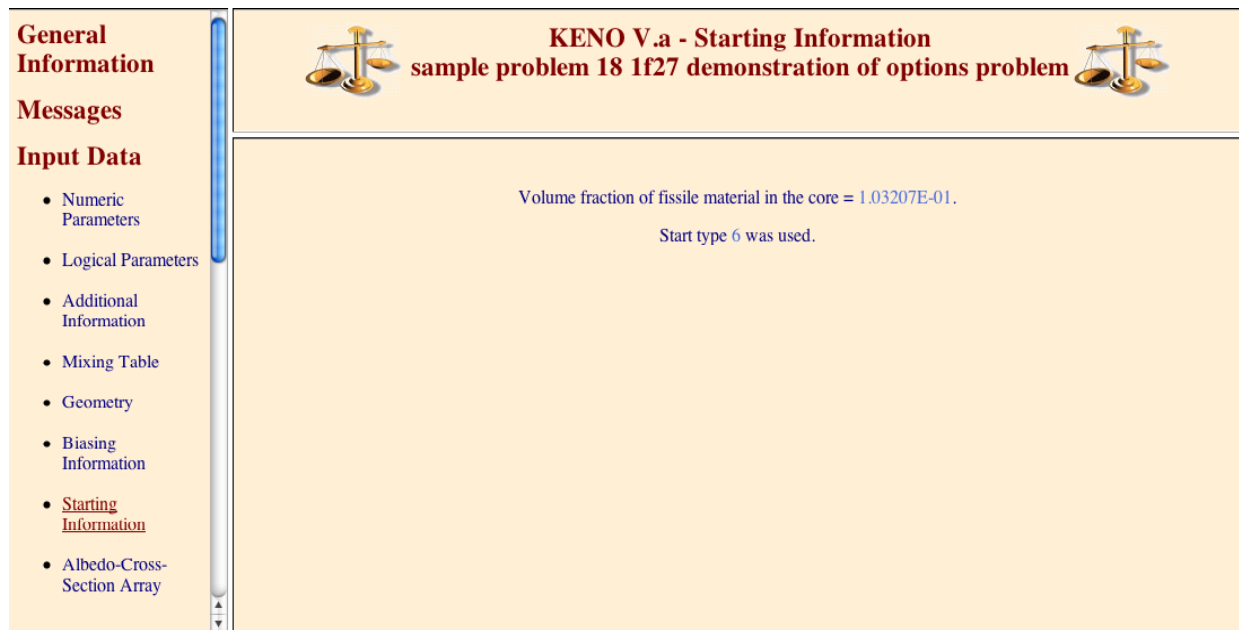 General
Information
Messages
Input Data
• Numeric
Parameters
• Logical Parameters
• Additional
Information
• Mixing Table
• Geometry
• Biasing
Information
• Starting
Information
• Albedo-Cross-
Section Array
KENO V.a - Starting Information
sample problem 18 1f27 demonstration of options problem
Volume fraction of fissile material in the core = 1.03207E-01.
Start type 6 was used.